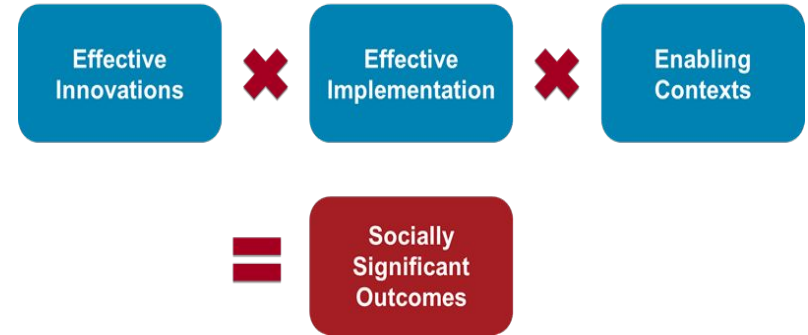 Effective
Innovations
Effective
Implementation
Enabling
Contexts
Socially
Significant
Outcomes